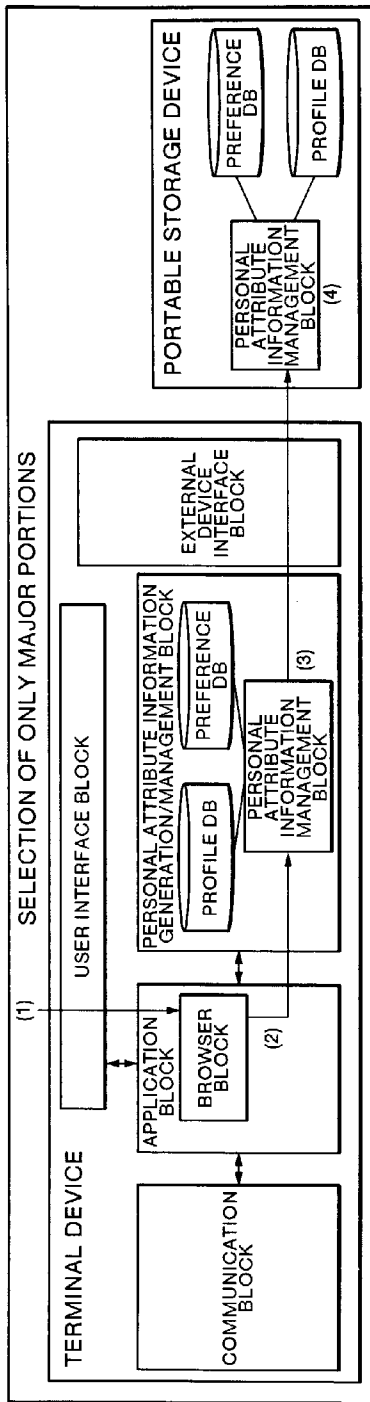 SELECTION OF ONLY MAJOR PORTIONS
TERMINAL DEVICE
(1)
USER INTERFACE BLOCK
COMMUNICATION
BLOCK
APPLICATION
BLOCK
BROWSER
BLOCK
(2)
PERSONAL ATTRIBUTE INFORMATION
GENERATION/MANAGEMENT BLOCK
PROFILE DB
PREFERENCE
DB
PERSONAL
ATTRIBUTE
INFORMATION
MANAGEMENT
BLOCK
(3)
EXTERNAL
DEVICE
INTERFACE
BLOCK
PORTABLE STORAGE DEVICE
PERSONAL
ATTRIBUTE
INFORMATION
MANAGEMENT
BLOCK
(4)
PREFERENCE
DB
PROFILE DB